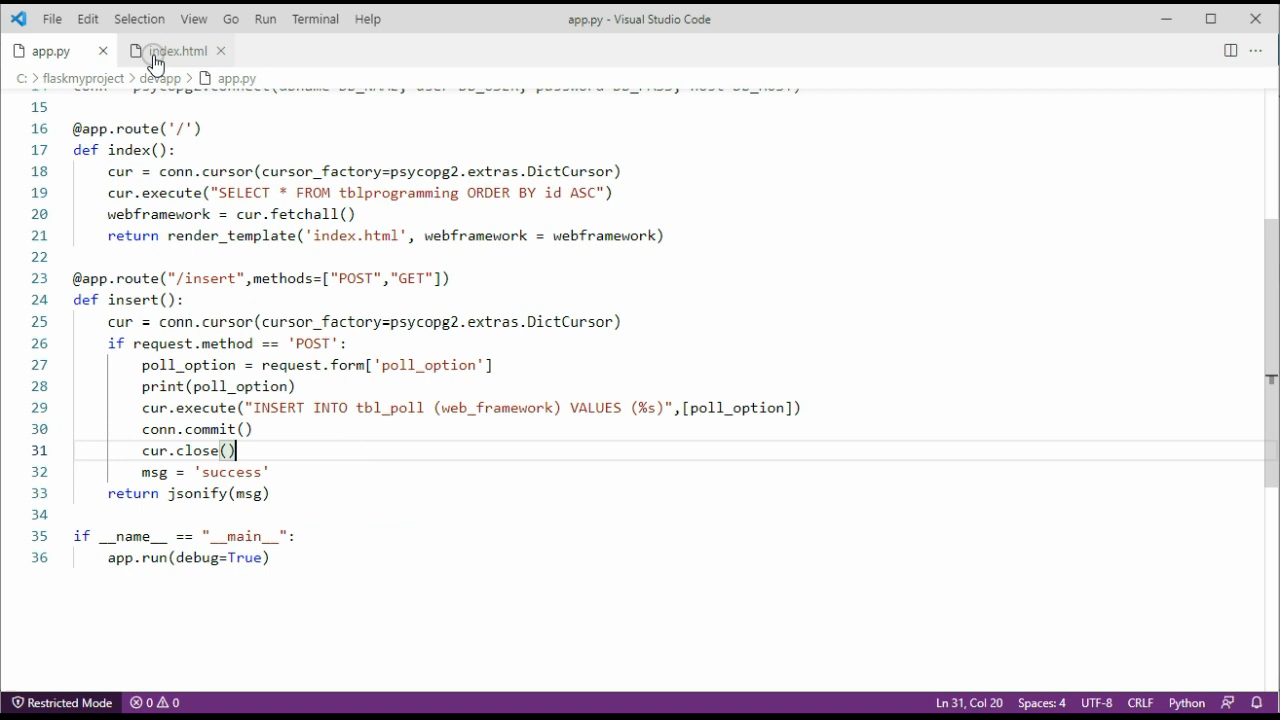 File Edit Selection View Go Run Terminal Help app.py - Visual Studio Code
app.py index.html
C: > flaskmyproject > devapp > app.py
15
16 @app.route('/')
17 def index():
18 cur = conn.cursor(cursor_factory=psycopg2.extras.DictCursor)
19 cur.execute("SELECT * FROM tblprogramming ORDER BY id ASC")
20 webframework = cur.fetchall()
21 return render_template('index.html', webframework = webframework)
22
23 @app.route("/insert",methods=["POST","GET"])
24 def insert():
25 cur = conn.cursor(cursor_factory=psycopg2.extras.DictCursor)
26 if request.method == 'POST':
27 poll_option = request.form['poll_option']
28 print(poll_option)
29 cur.execute("INSERT INTO tbl_poll (web_framework) VALUES (%s)",[poll_option])
30 conn.commit()
31 cur.close()
32 msg = 'success'
33 return jsonify(msg)
34
35 if __name__ == "__main__":
36 app.run(debug=True)
Restricted Mode 0 0 Ln 31, Col 20 Spaces: 4 UTF-8 CRLF Python